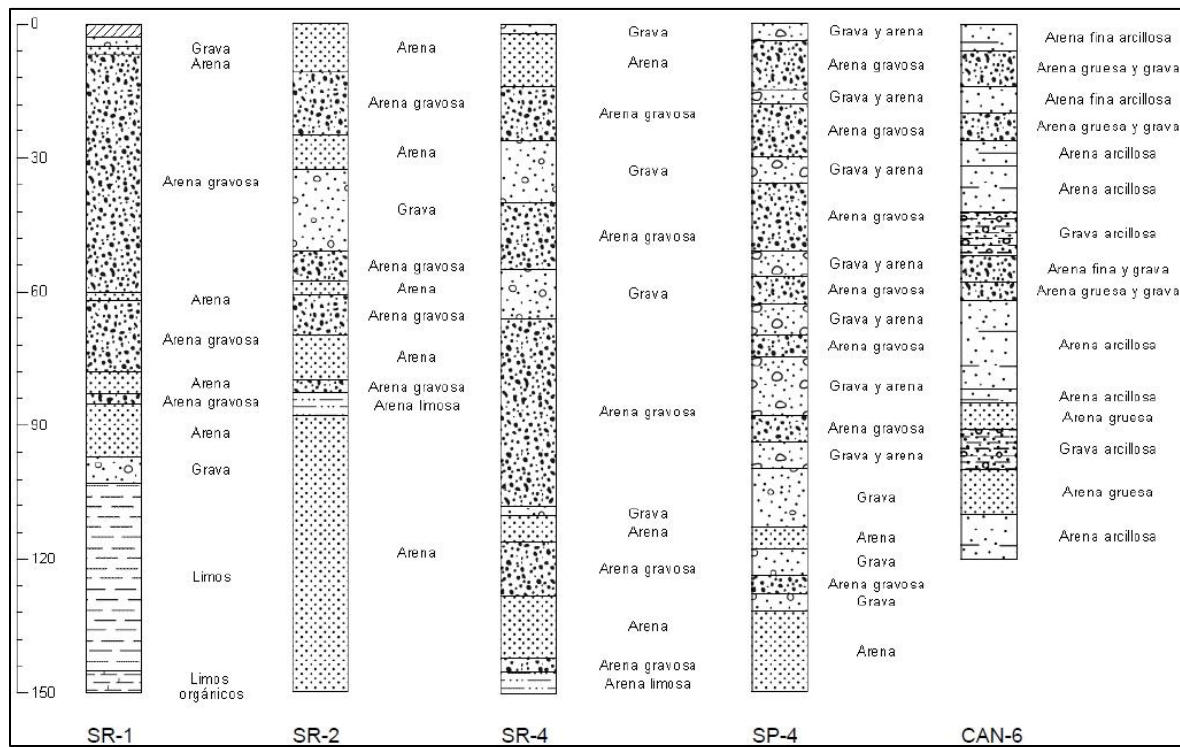 0
30
60
90
120
150
Grava
Arena
Arena gravosa
Arena
Arena gravosa
Arena
Arena gravosa
Arena
Grava
Limos
Limos
orgánicos
SR-1
Arena
Arena gravosa
Arena
Grava
Arena gravosa
Arena
Arena gravosa
Arena
Arena gravosa
Arena limosa
Arena
SR-2
Grava
Arena
Arena gravosa
Grava
Arena gravosa
Grava
Arena gravosa
Grava
Arena
Arena gravosa
Arena
Arena gravosa
Arena limosa
SR-4
Grava y arena
Arena gravosa
Grava y arena
Arena gravosa
Grava y arena
Arena gravosa
Grava y arena
Arena gravosa
Grava y arena
Arena gravosa
Grava y arena
Arena gravosa
Grava y arena
Grava
Arena
Grava
Arena gravosa
Grava
Arena
SP-4
Arena fina arcillosa
Arena gruesa y grava
Arena fina arcillosa
Arena gruesa y grava
Arena arcillosa
Arena arcillosa
Grava arcillosa
Arena fina y grava
Arena gruesa y grava
Arena arcillosa
Arena arcillosa
Arena gruesa
Grava arcillosa
Arena gruesa
Arena arcillosa
CAN-6